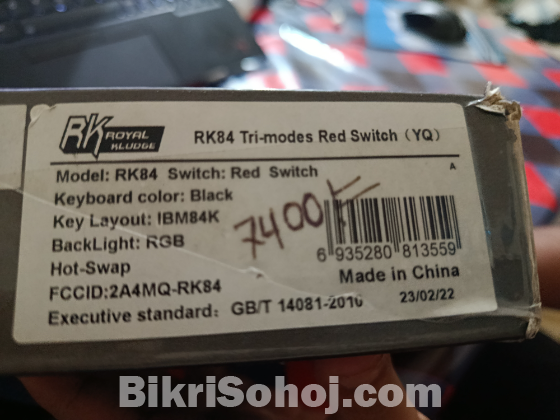 RK ROYAL
KLUDGE
RK84 Tri-modes Red Switch (YQ)
Model: RK84 Switch: Red Switch
A
Keyboard color: Black
Key Layout: IBM84K
BackLight: RGB
7400৳
Hot-Swap
6 935280 813559
Made in China
FCCID:2A4MQ-RK84
23/02/22
Executive standard: GB/T 14081-2010
BikriSohoj.com